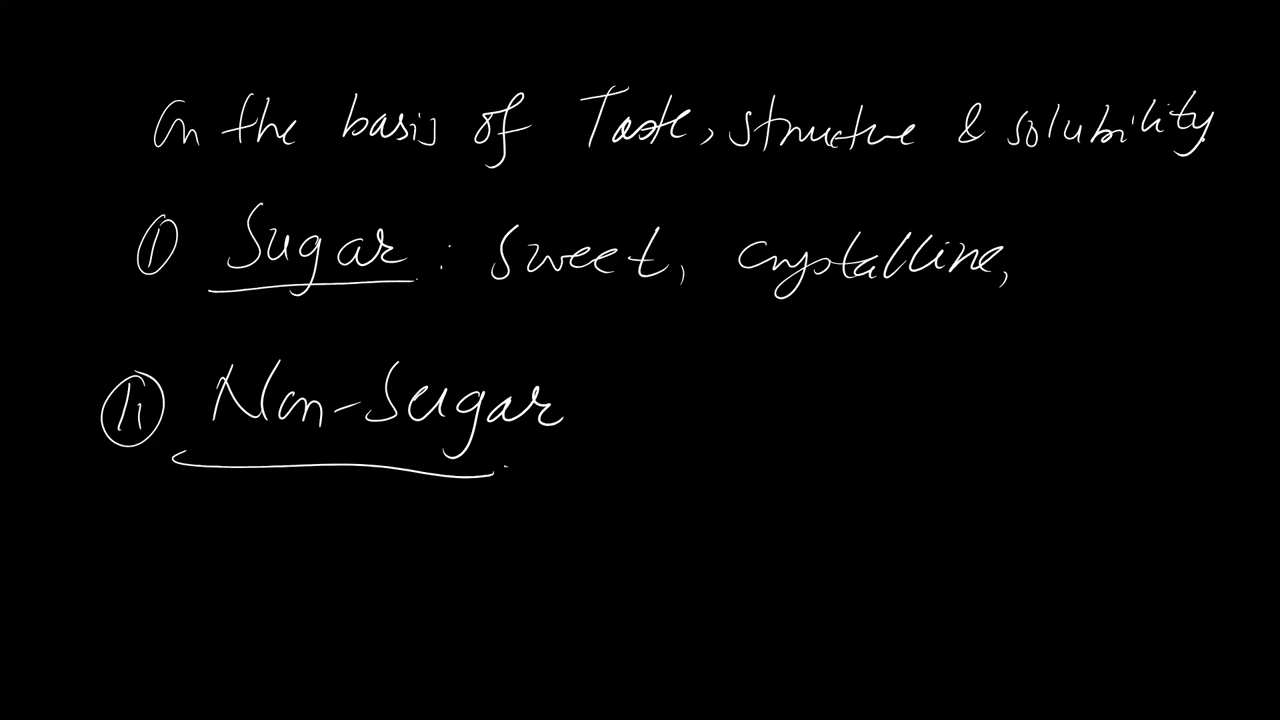 On the basis of Taste, structure & solubility
(i) Sugar : Sweet, crystalline,
(ii) Non-Sugar